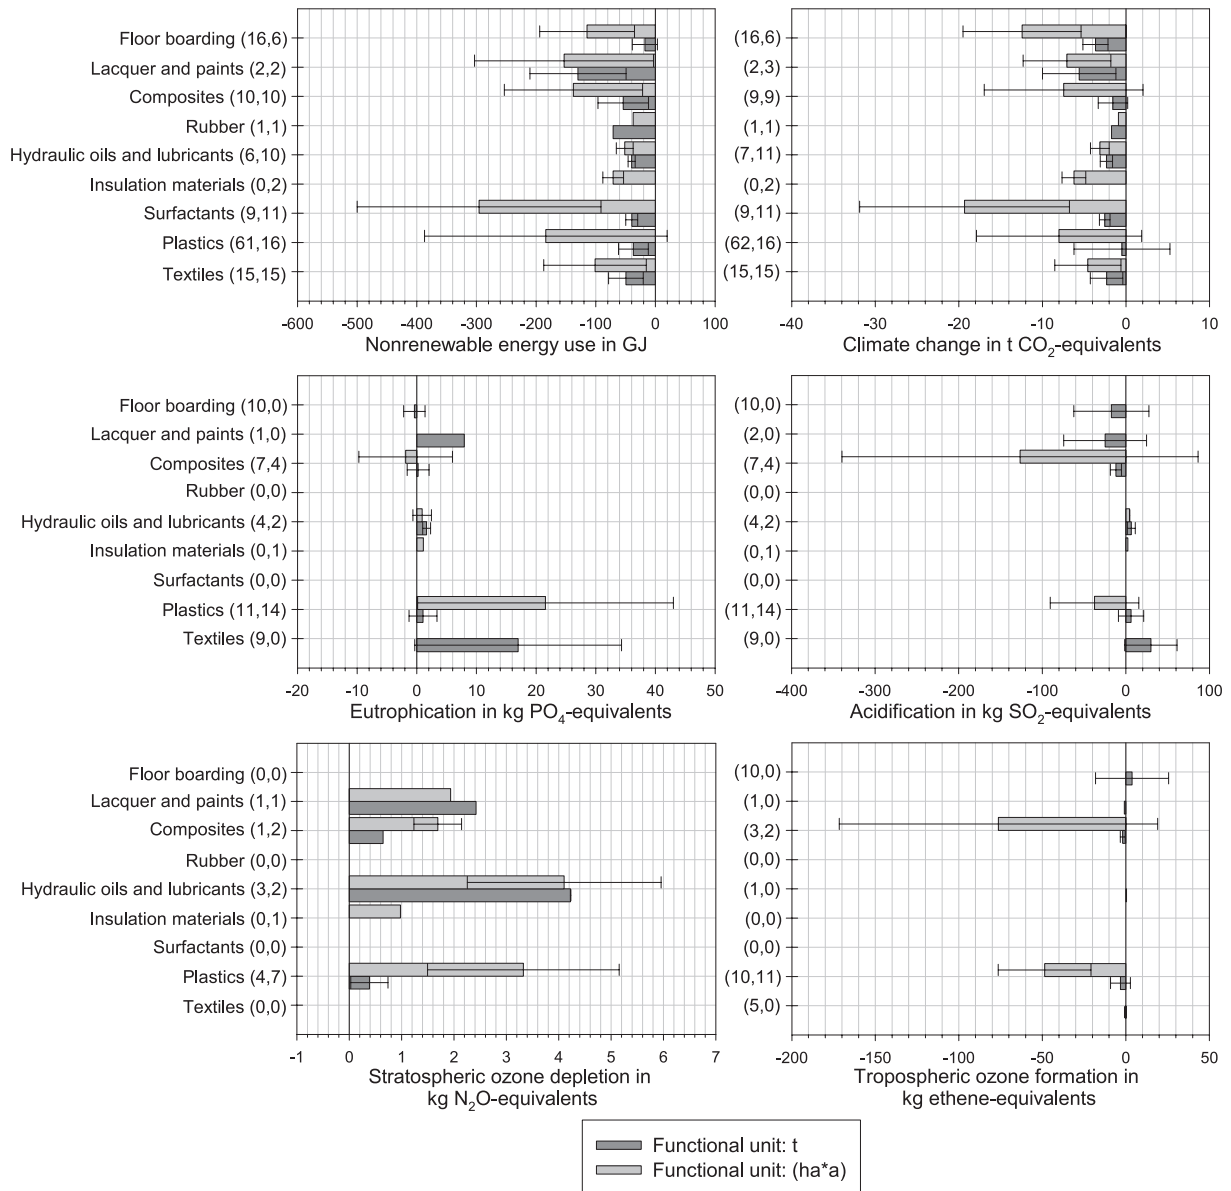 Floor boarding (16,6)
Lacquer and paints (2,2)
Composites (10,10)
Rubber (1,1)
Hydraulic oils and lubricants (6,10)
Insulation materials (0,2)
Surfactants (9,11)
Plastics (61,16)
Textiles (15,15)
-600 -500 -400 -300 -200 -100 0 100
Nonrenewable energy use in GJ
(16,6)
(2,3)
(9,9)
(1,1)
(7,11)
(0,2)
(9,11)
(62,16)
(15,15)
-40 -30 -20 -10 0 10
Climate change in t CO₂-equivalents
Floor boarding (10,0)
Lacquer and paints (1,0)
Composites (7,4)
Rubber (0,0)
Hydraulic oils and lubricants (4,2)
Insulation materials (0,1)
Surfactants (0,0)
Plastics (11,14)
Textiles (9,0)
-20 -10 0 10 20 30 40 50
Eutrophication in kg PO₄-equivalents
(10,0)
(2,0)
(7,4)
(0,0)
(4,2)
(0,1)
(0,0)
(11,14)
(9,0)
-400 -300 -200 -100 0 100
Acidification in kg SO₂-equivalents
Floor boarding (0,0)
Lacquer and paints (1,1)
Composites (1,2)
Rubber (0,0)
Hydraulic oils and lubricants (3,2)
Insulation materials (0,1)
Surfactants (0,0)
Plastics (4,7)
Textiles (0,0)
-1 0 1 2 3 4 5 6 7
Stratospheric ozone depletion in
kg N₂O-equivalents
(10,0)
(1,0)
(3,2)
(0,0)
(1,0)
(0,0)
(0,0)
(10,11)
(5,0)
-200 -150 -100 -50 0 50
Tropospheric ozone formation in
kg ethene-equivalents
Functional unit: t
Functional unit: (ha*a)